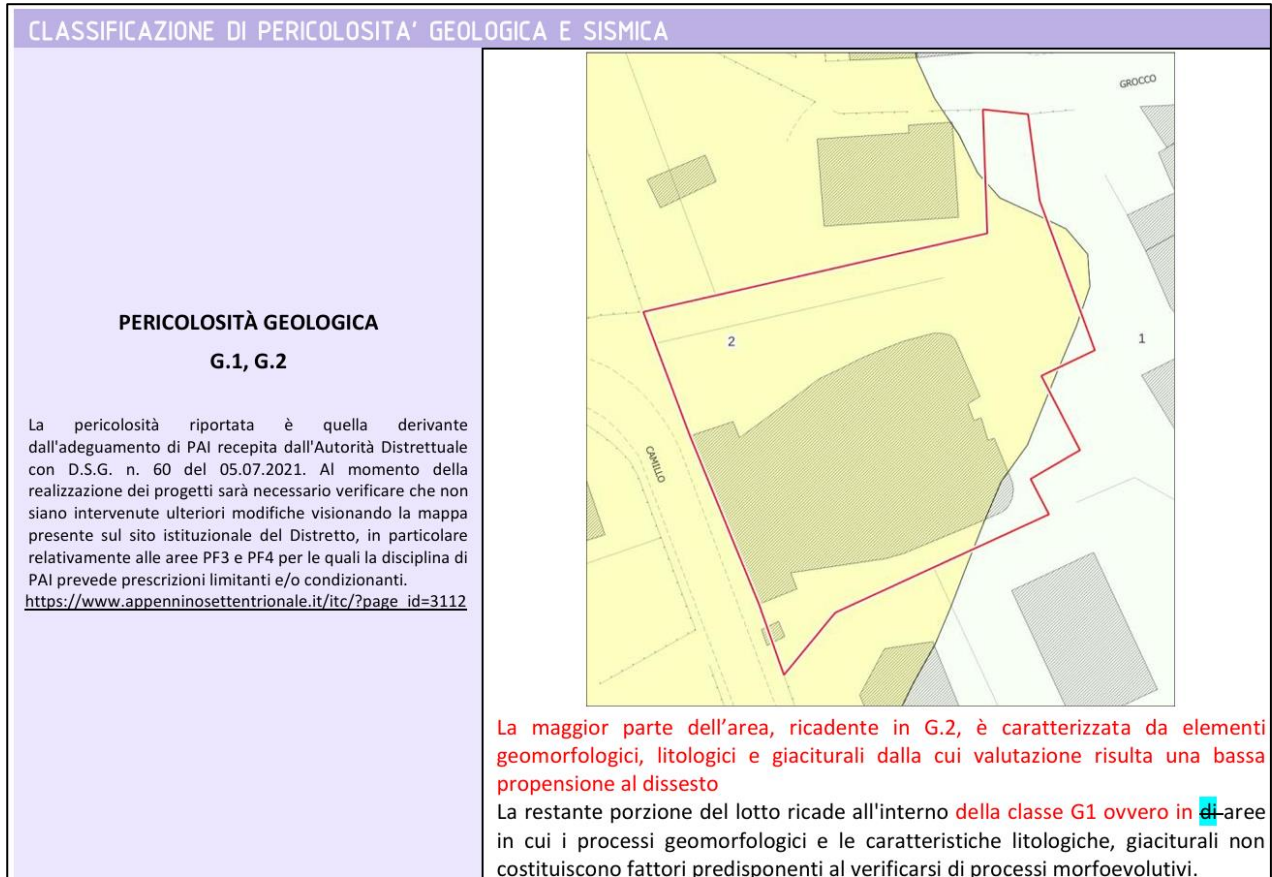 CLASSIFICAZIONE DI PERICOLOSITA' GEOLOGICA E SISMICA
PERICOLOSITÀ GEOLOGICA
G.1, G.2
La pericolosità riportata è quella derivante
dall'adeguamento di PAI recepita dall'Autorità Distrettuale
con D.S.G. n. 60 del 05.07.2021. Al momento della
realizzazione dei progetti sarà necessario verificare che non
siano intervenute ulteriori modifiche visionando la mappa
presente sul sito istituzionale del Distretto, in particolare
relativamente alle aree PF3 e PF4 per le quali la disciplina di
PAI prevede prescrizioni limitanti e/o condizionanti.
https://www.appenninosettentrionale.it/itc/?page_id=3112
GROCCO
2
1
CAMILLO
La maggior parte dell’area, ricadente in G.2, è caratterizzata da elementi
geomorfologici, litologici e giaciturali dalla cui valutazione risulta una bassa
propensione al dissesto
La restante porzione del lotto ricade all'interno della classe G1 ovvero in di aree
in cui i processi geomorfologici e le caratteristiche litologiche, giaciturali non
costituiscono fattori predisponenti al verificarsi di processi morfoevolutivi.